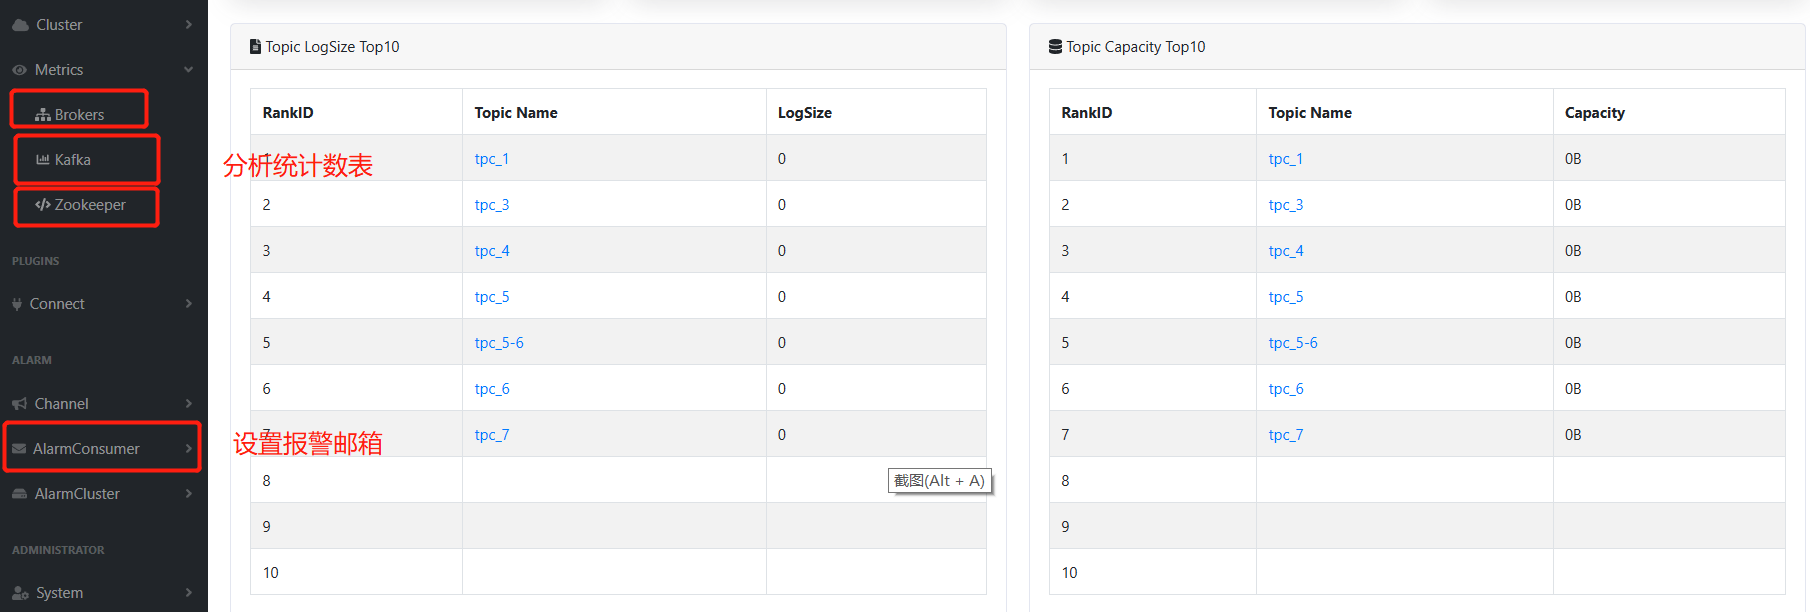 Cluster
Metrics
Brokers
Kafka
Zookeeper
PLUGINS
Connect
ALARM
Channel
AlarmConsumer
AlarmCluster
ADMINISTRATOR
System
分析统计数表
设置报警邮箱
Topic LogSize Top10
RankID Topic Name LogSize
tpc_1 0
2 tpc_3 0
3 tpc_4 0
4 tpc_5 0
5 tpc_5-6 0
6 tpc_6 0
7 tpc_7 0
8
9
10
截图(Alt + A)
Topic Capacity Top10
RankID Topic Name Capacity
1 tpc_1 0B
2 tpc_3 0B
3 tpc_4 0B
4 tpc_5 0B
5 tpc_5-6 0B
6 tpc_6 0B
7 tpc_7 0B
8
9
10